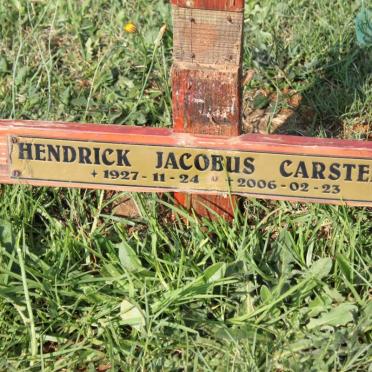 HENDRICK JACOBUS CARSTE
+ 1927-11-24 - 2006-02-23